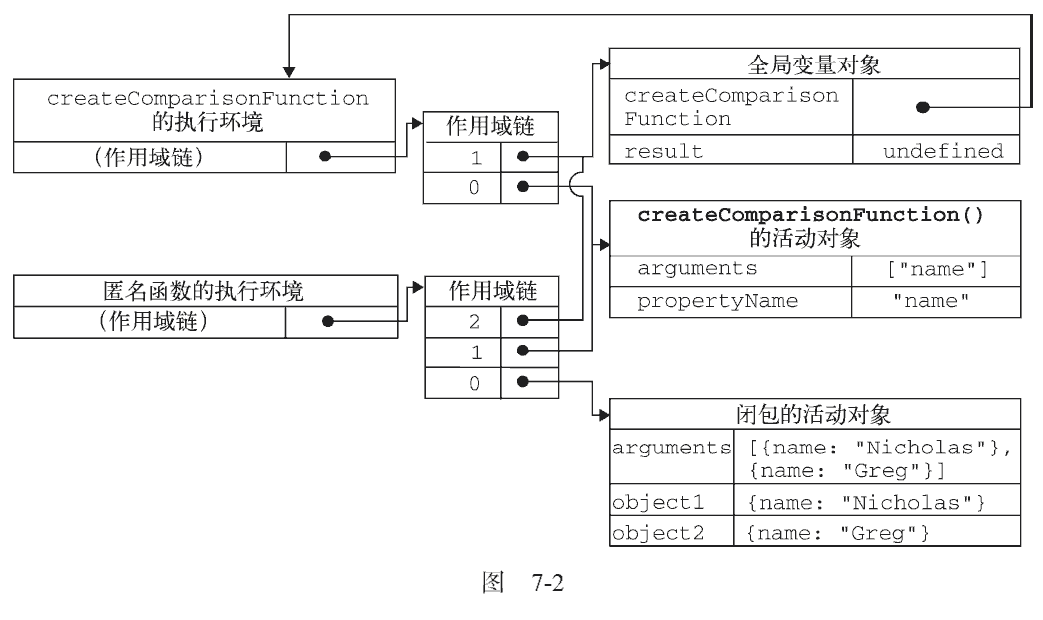 createComparisonFunction
的执行环境
(作用域链)
作用域链
1
0
全局变量对象
createComparison
Function
result undefined
createComparisonFunction()
的活动对象
arguments ["name"]
propertyName "name"
匿名函数的执行环境
(作用域链)
作用域链
2
1
0
闭包的活动对象
arguments [{name: "Nicholas"},
{name: "Greg"}]
object1 {name: "Nicholas"}
object2 {name: "Greg"}
图 7-2